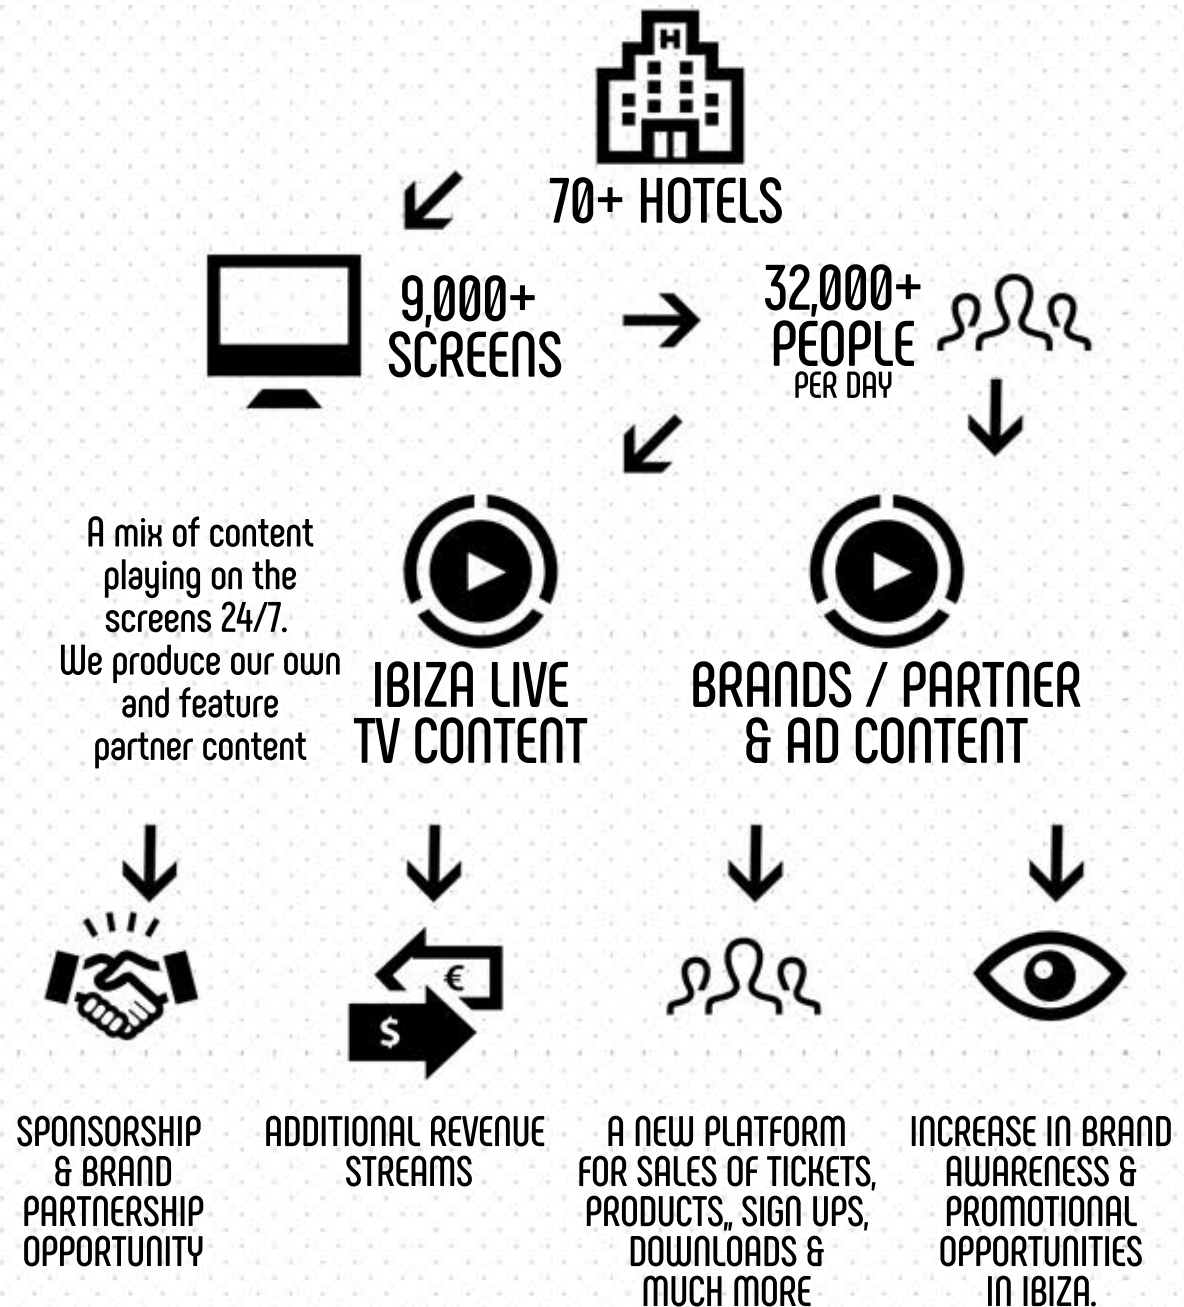 H
70+ HOTELS
9,000+
SCREENS
32,000+
PEOPLE
PER DAY
A mix of content
playing on the
screens 24/7.
We produce our own
and feature
partner content
IBIZA LIVE
TV CONTENT
BRANDS / PARTNER
& AD CONTENT
€
$
SPONSORSHIP
& BRAND
PARTNERSHIP
OPPORTUNITY
ADDITIONAL REVENUE
STREAMS
A NEW PLATFORM
FOR SALES OF TICKETS,
PRODUCTS,, SIGN UPS,
DOWNLOADS &
MUCH MORE
INCREASE IN BRAND
AWARENESS &
PROMOTIONAL
OPPORTUNITIES
IN IBIZA.